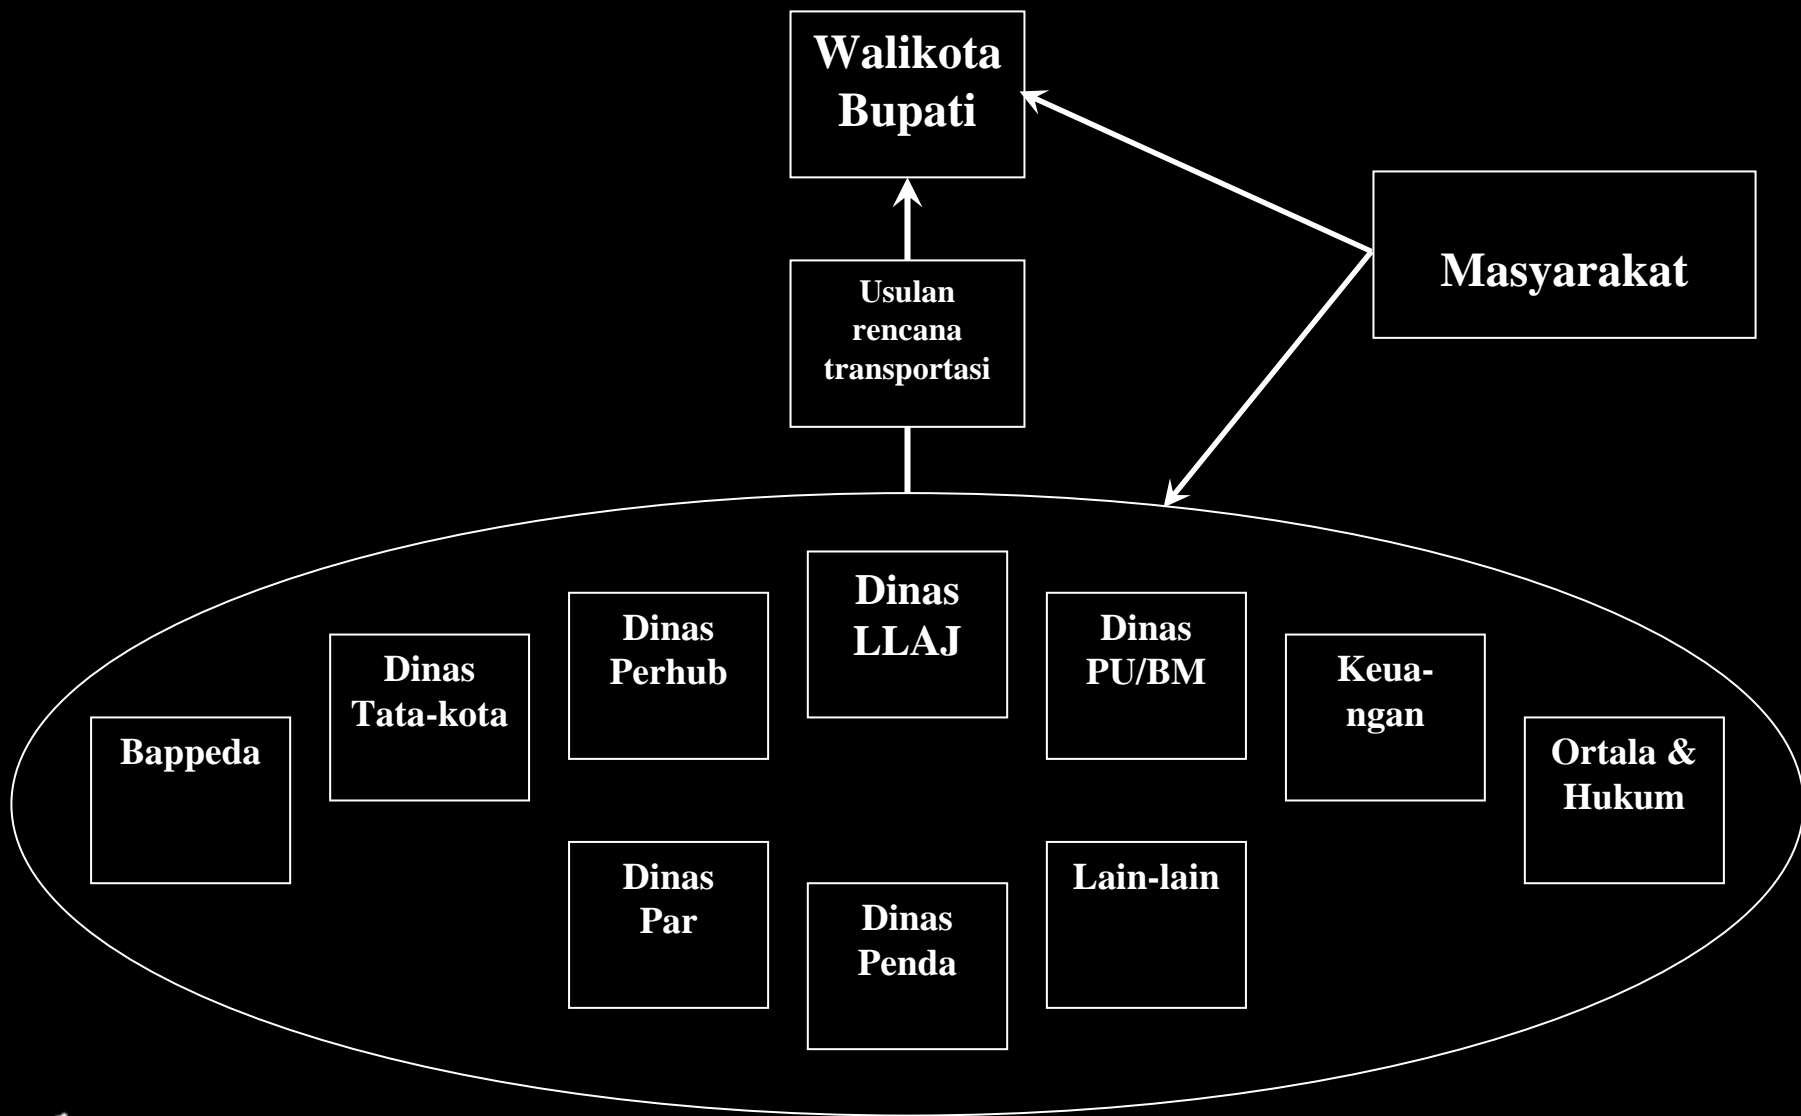 Walikota
Bupati
Masyarakat
Usulan
rencana
transportasi
Dinas
LLAJ
Dinas
Perhub
Dinas
PU/BM
Dinas
Tata-kota
Keua-
ngan
Bappeda
Ortala &
Hukum
Dinas
Par
Lain-lain
Dinas
Penda